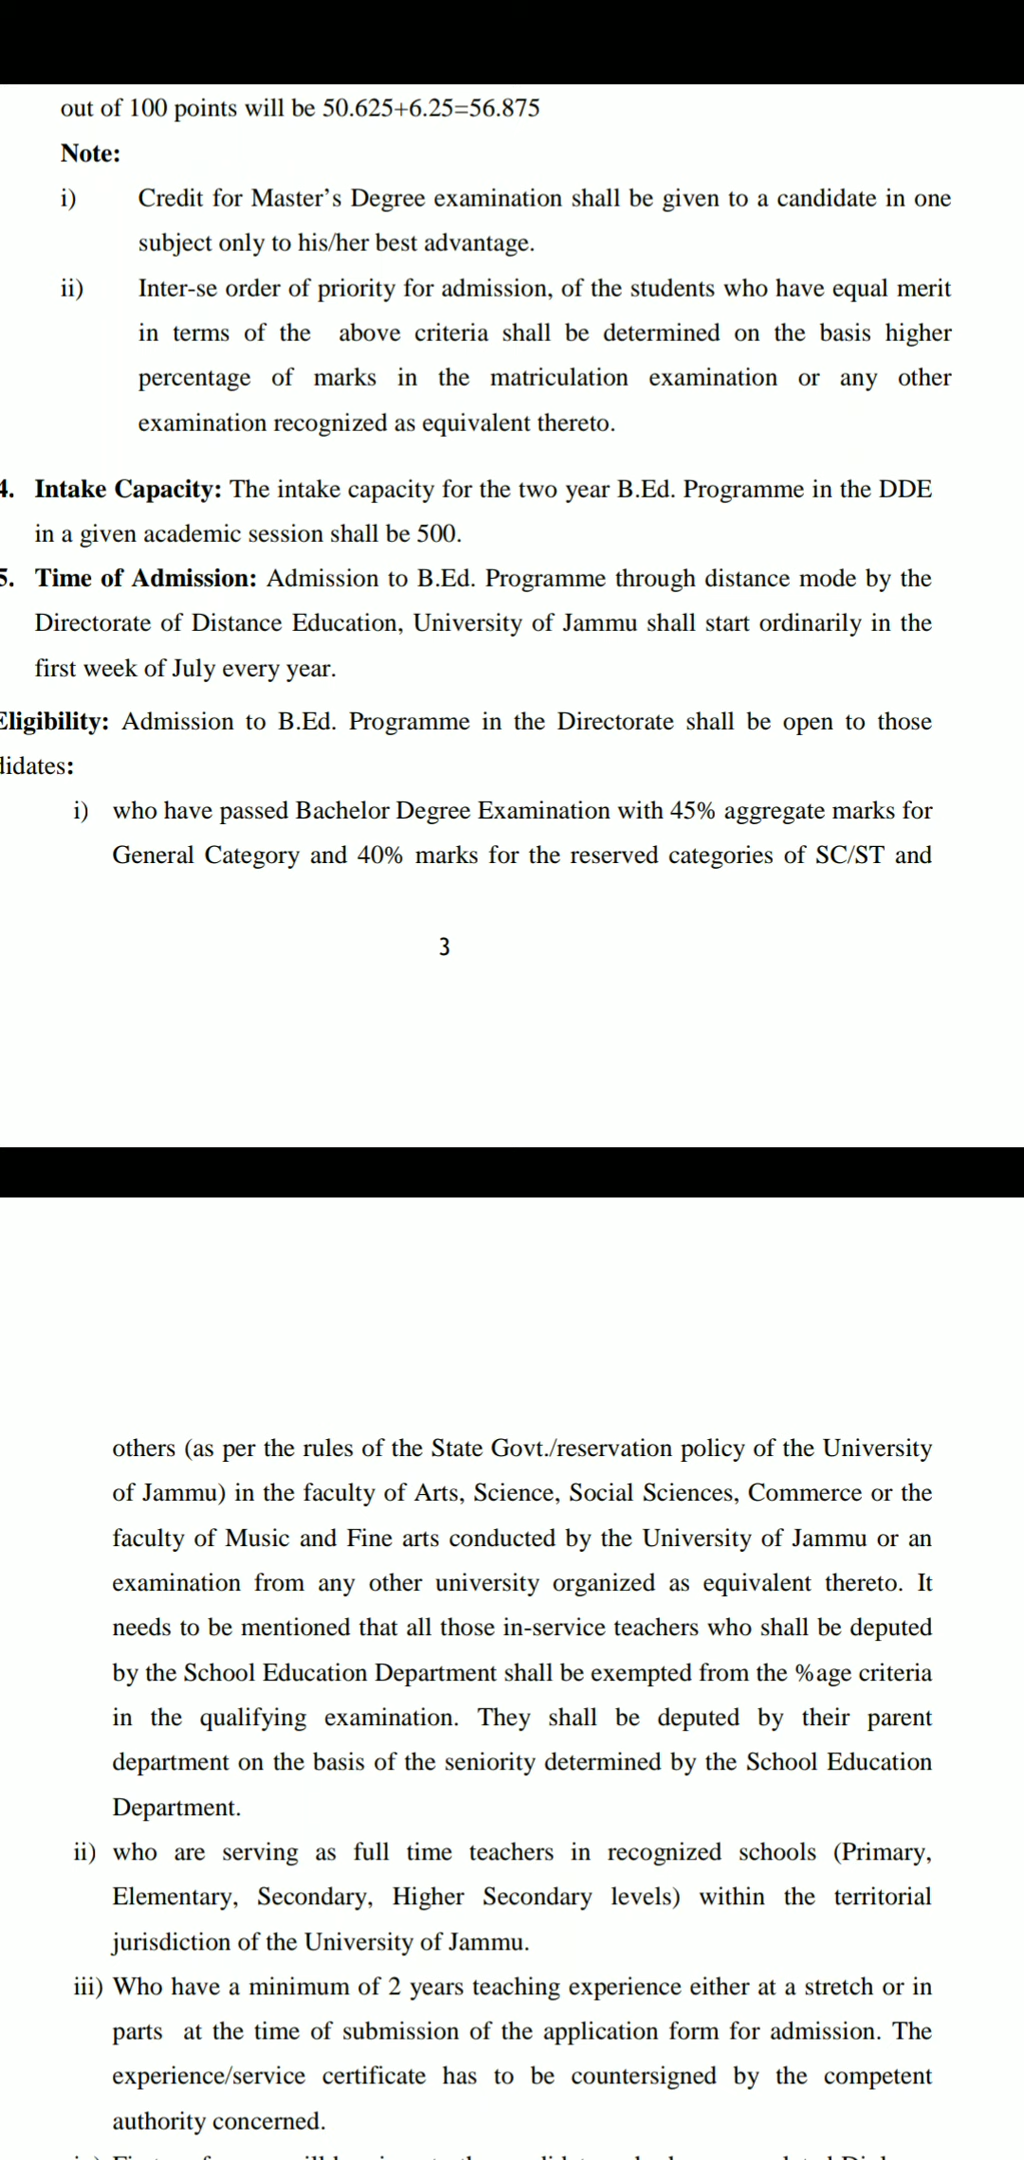 out of 100 points will be 50.625+6.25=56.875
Note:
i) Credit for Master’s Degree examination shall be given to a candidate in one
subject only to his/her best advantage.
ii) Inter-se order of priority for admission, of the students who have equal merit
in terms of the above criteria shall be determined on the basis higher
percentage of marks in the matriculation examination or any other
examination recognized as equivalent thereto.
4. Intake Capacity: The intake capacity for the two year B.Ed. Programme in the DDE
in a given academic session shall be 500.
5. Time of Admission: Admission to B.Ed. Programme through distance mode by the
Directorate of Distance Education, University of Jammu shall start ordinarily in the
first week of July every year.
Eligibility: Admission to B.Ed. Programme in the Directorate shall be open to those
didates:
i) who have passed Bachelor Degree Examination with 45% aggregate marks for
General Category and 40% marks for the reserved categories of SC/ST and
3
others (as per the rules of the State Govt./reservation policy of the University
of Jammu) in the faculty of Arts, Science, Social Sciences, Commerce or the
faculty of Music and Fine arts conducted by the University of Jammu or an
examination from any other university organized as equivalent thereto. It
needs to be mentioned that all those in-service teachers who shall be deputed
by the School Education Department shall be exempted from the %age criteria
in the qualifying examination. They shall be deputed by their parent
department on the basis of the seniority determined by the School Education
Department.
ii) who are serving as full time teachers in recognized schools (Primary,
Elementary, Secondary, Higher Secondary levels) within the territorial
jurisdiction of the University of Jammu.
iii) Who have a minimum of 2 years teaching experience either at a stretch or in
parts at the time of submission of the application form for admission. The
experience/service certificate has to be countersigned by the competent
authority concerned.